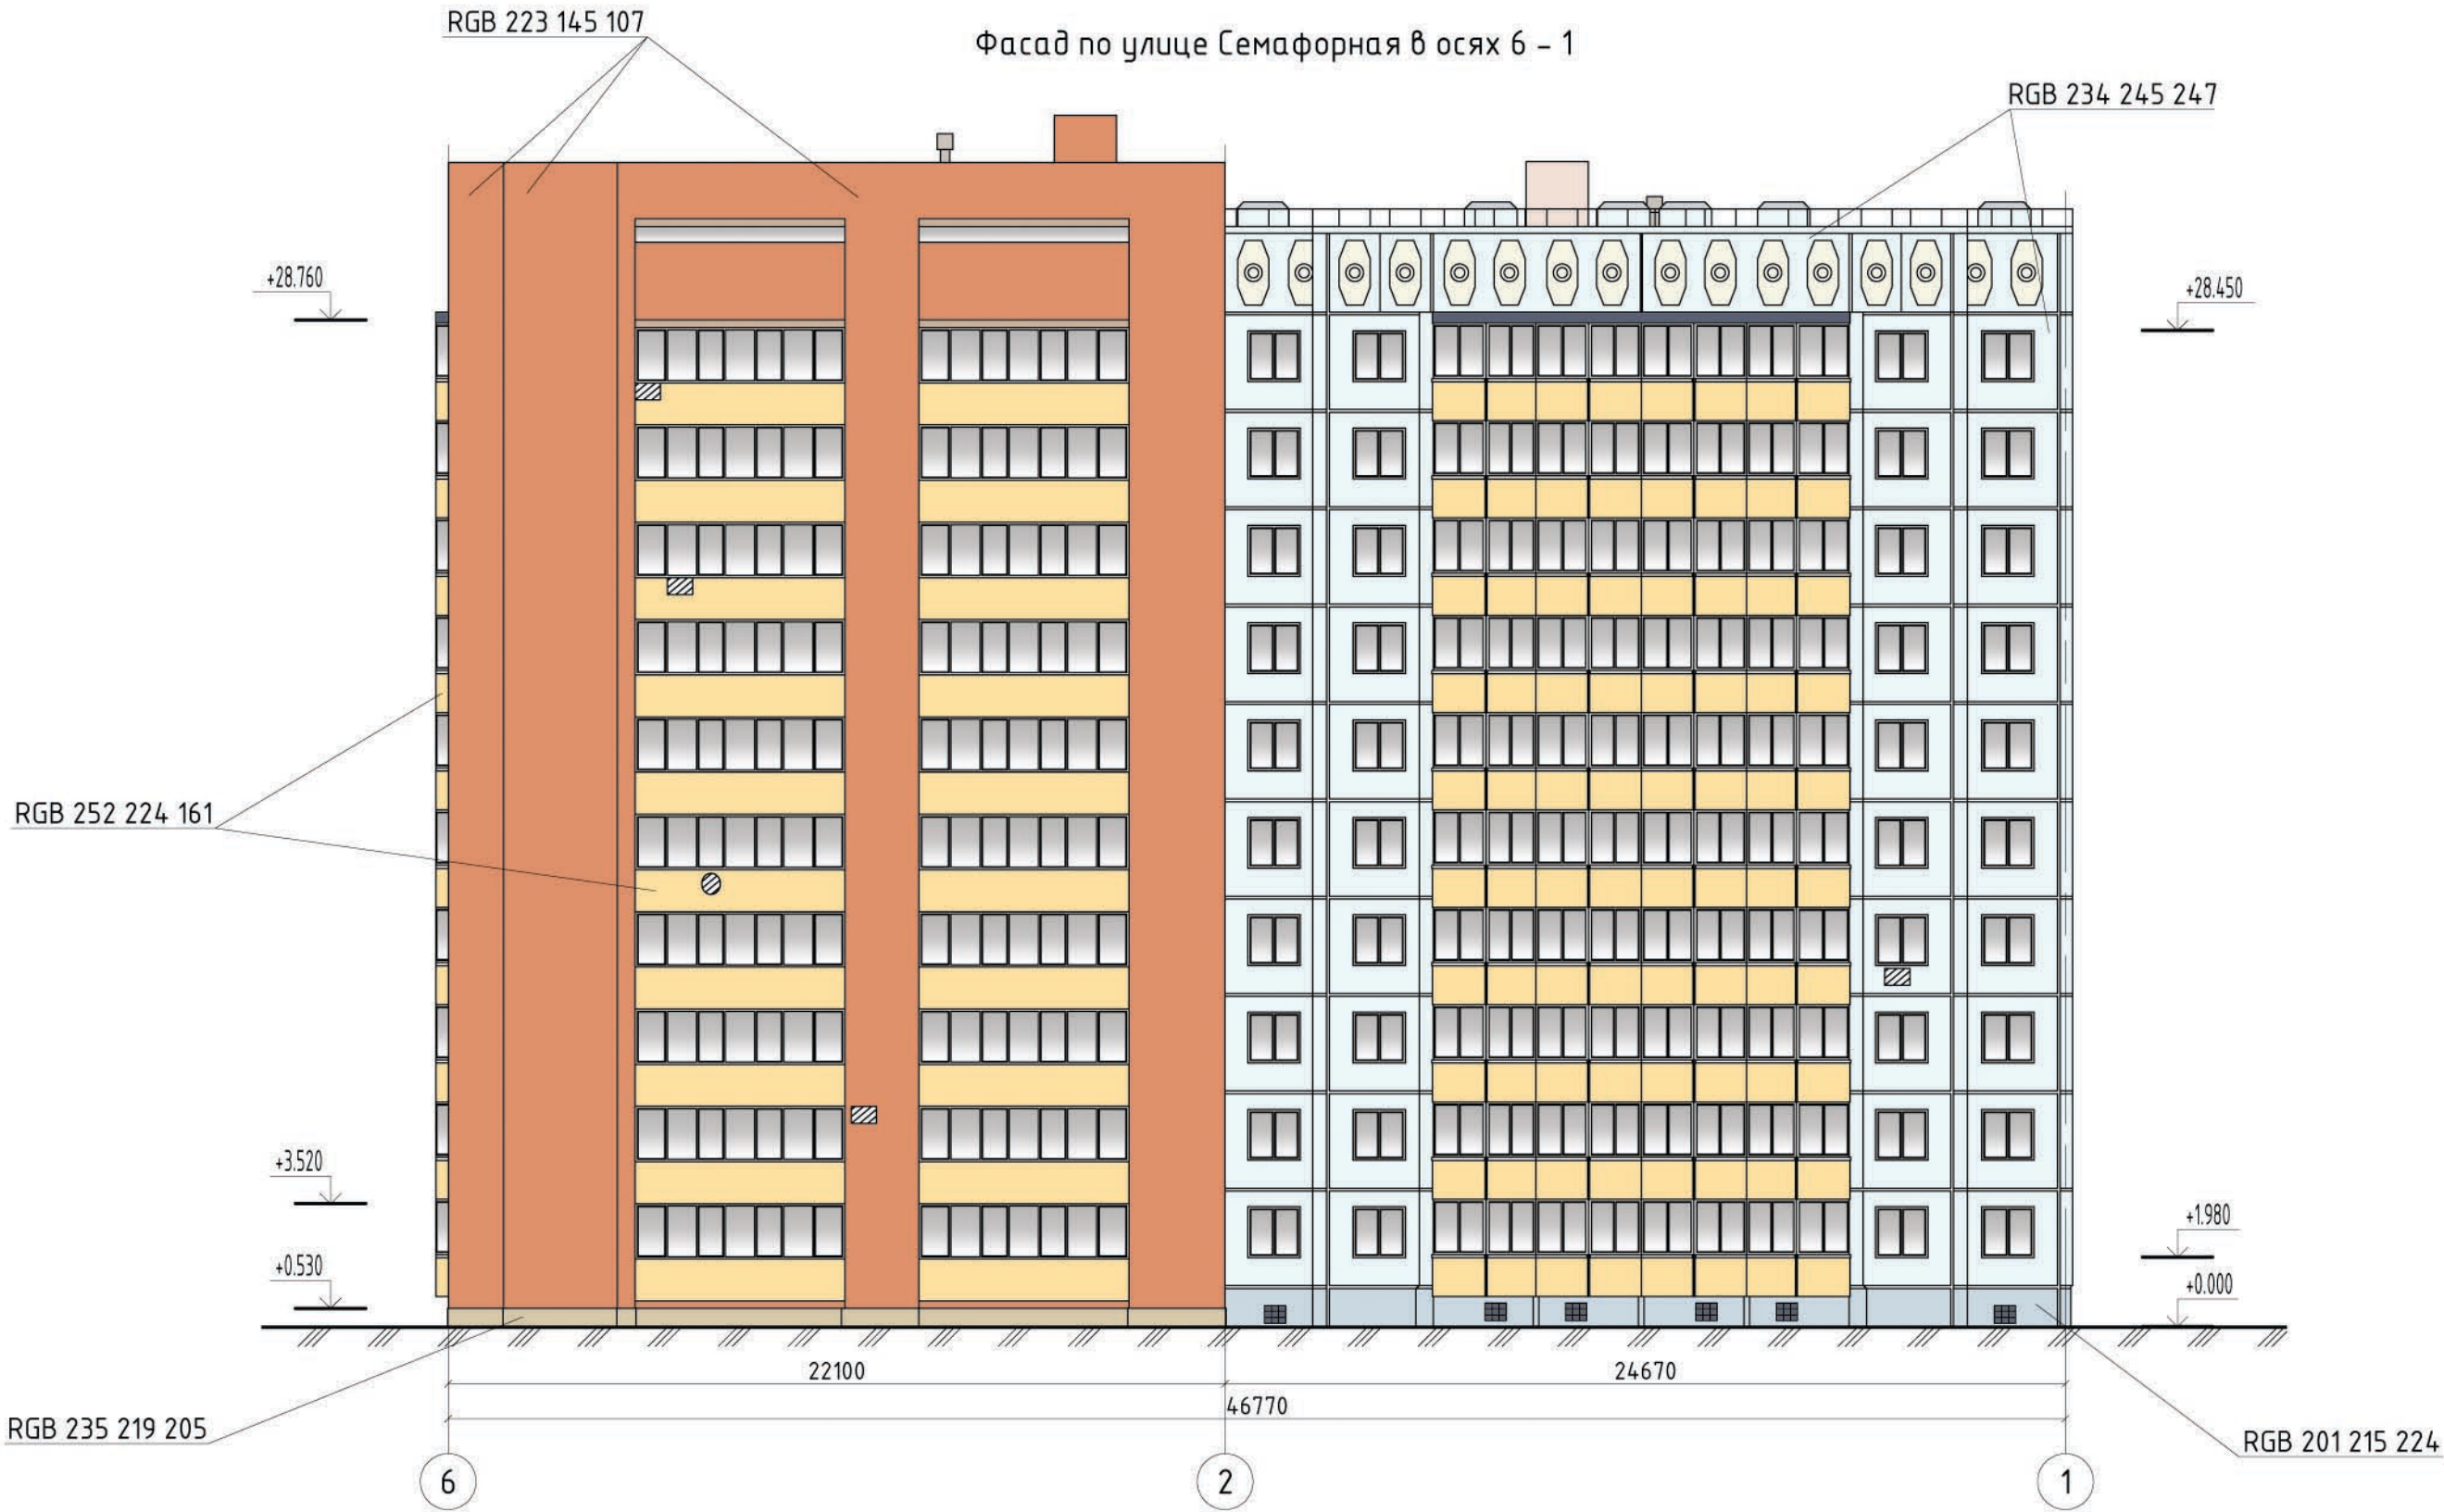 RGB 223 145 107
Фасад по улице Семафорная в осях 6 - 1
RGB 234 245 247
+28.760
+28.450
RGB 252 224 161
+3.520
+1.980
+0.530
+0.000
22100
24670
46770
RGB 235 219 205
RGB 201 215 224
6
2
1